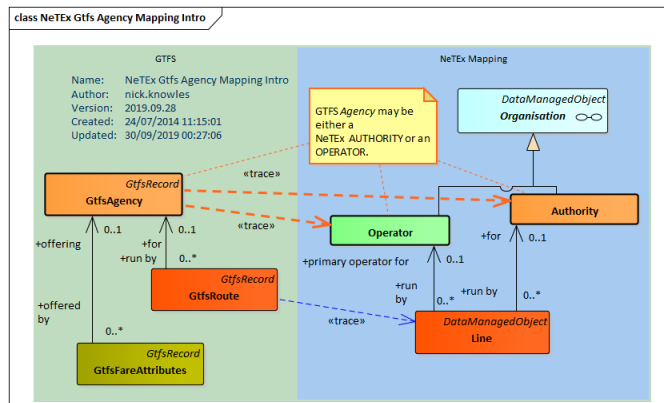 class NeTEx Gtfs Agency Mapping Intro
GTFS
NeTEx Mapping
Name: NeTEx Gtfs Agency Mapping Intro
Author: nick.knowles
Version: 2019.09.28
Created: 24/07/2014 11:15:01
Updated: 30/09/2019 00:27:06
GTFS Agency may be
either a
NeTEx AUTHORITY or an
OPERATOR.
DataManagedObject
Organisation
«trace»
GtfsRecord
GtfsAgency
Authority
«trace»
Operator
+offering
0..1
0..1
+for
+run by
0..*
+primary operator for
0..1
+for
0..1
GtfsRecord
GtfsRoute
+run
by
0..*
+run by
0..*
+offered
by
0..*
«trace»
DataManagedObject
Line
GtfsRecord
GtfsFareAttributes